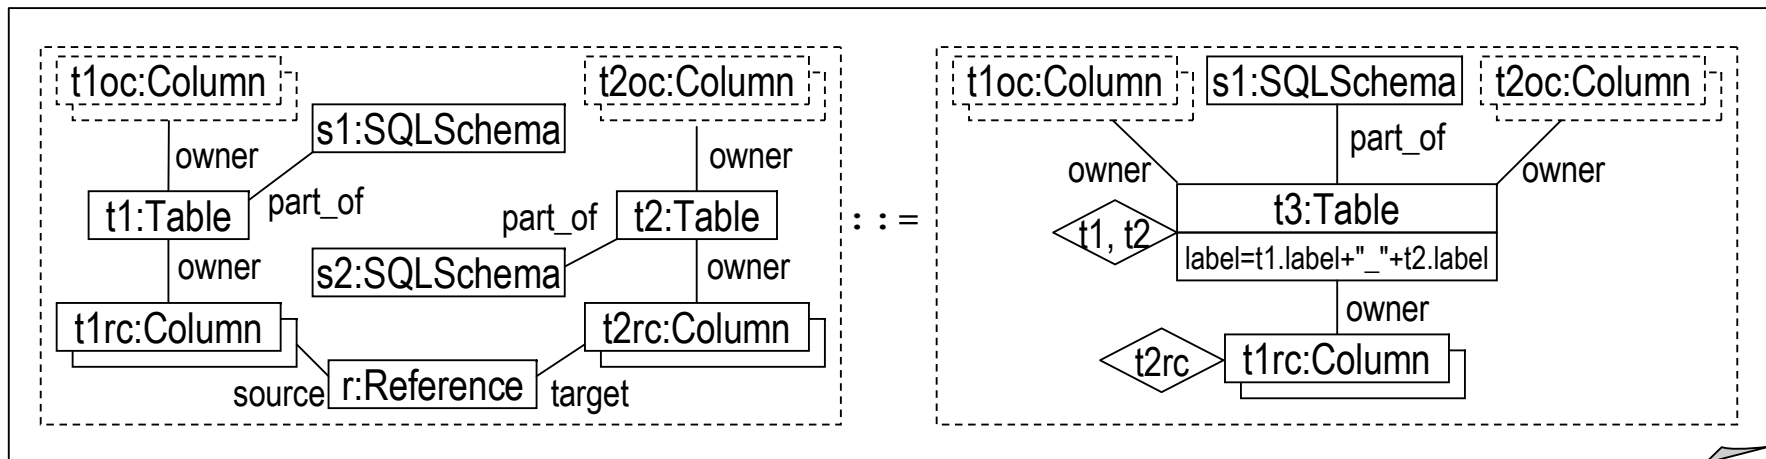 t1oc:Column
t2oc:Column
s1:SQLSchema
owner
owner
part_of
t1:Table
part_of
t2:Table
owner
s2:SQLSchema
owner
t1rc:Column
t2rc:Column
source
r:Reference
target
: : =
t1oc:Column
s1:SQLSchema
t2oc:Column
part_of
owner
owner
t1, t2
t3:Table
label=t1.label+"_"+t2.label
owner
t2rc
t1rc:Column